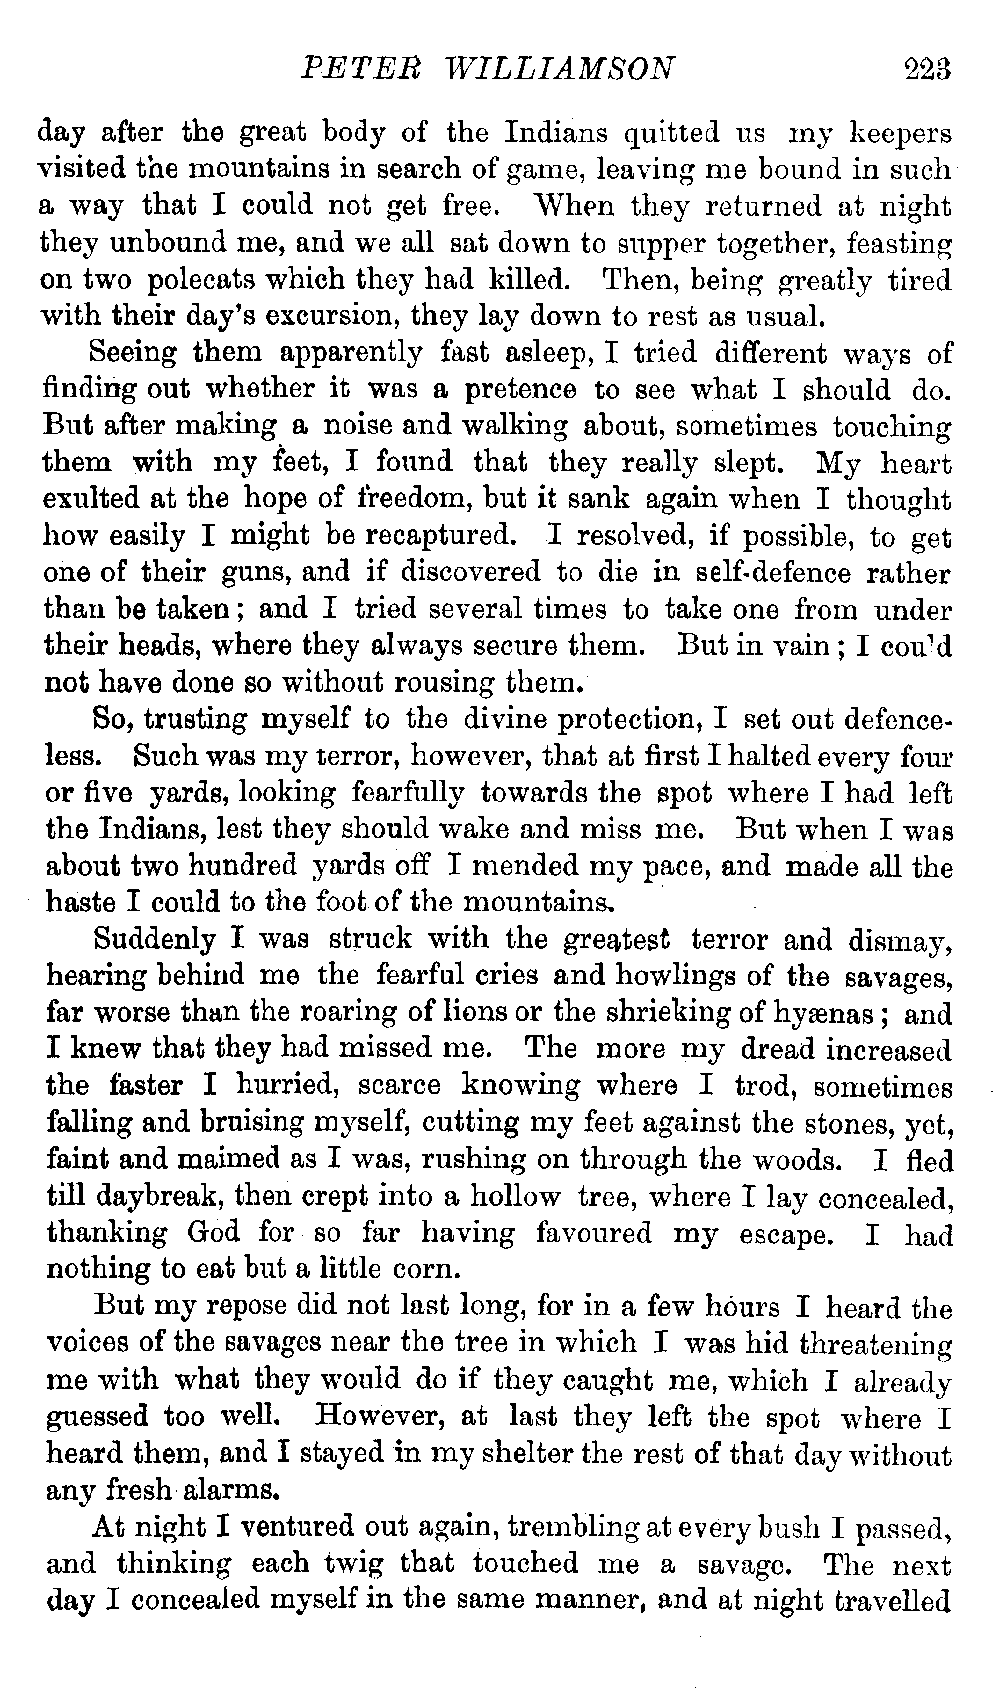 PETER WILLIAMSON 223
day after the great body of the Indians quitted us my keepers
visited the mountains in search of game, leaving me bound in such
a way that I could not get free. When they returned at night
they unbound me, and we all sat down to supper together, feasting
on two polecats which they had killed. Then, being greatly tired
with their day's excursion, they lay down to rest as usual.
Seeing them apparently fast asleep, I tried different ways of
finding out whether it was a pretence to see what I should do.
But after making a noise and walking about, sometimes touching
them with my feet, I found that they really slept. My heart
exulted at the hope of freedom, but it sank again when I thought
how easily I might be recaptured. I resolved, if possible, to get
one of their guns, and if discovered to die in self-defence rather
than be taken; and I tried several times to take one from under
their heads, where they always secure them. But in vain; I could
not have done so without rousing them.
So, trusting myself to the divine protection, I set out defence-
less. Such was my terror, however, that at first I halted every four
or five yards, looking fearfully towards the spot where I had left
the Indians, lest they should wake and miss me. But when I was
about two hundred yards off I mended my pace, and made all the
haste I could to the foot of the mountains.
Suddenly I was struck with the greatest terror and dismay,
hearing behind me the fearful cries and howlings of the savages,
far worse than the roaring of lions or the shrieking of hyænas; and
I knew that they had missed me. The more my dread increased
the faster I hurried, scarce knowing where I trod, sometimes
falling and bruising myself, cutting my feet against the stones, yet,
faint and maimed as I was, rushing on through the woods. I fled
till daybreak, then crept into a hollow tree, where I lay concealed,
thanking God for so far having favoured my escape. I had
nothing to eat but a little corn.
But my repose did not last long, for in a few hours I heard the
voices of the savages near the tree in which I was hid threatening
me with what they would do if they caught me, which I already
guessed too well. However, at last they left the spot where I
heard them, and I stayed in my shelter the rest of that day without
any fresh alarms.
At night I ventured out again, trembling at every bush I passed,
and thinking each twig that touched me a savage. The next
day I concealed myself in the same manner, and at night travelled